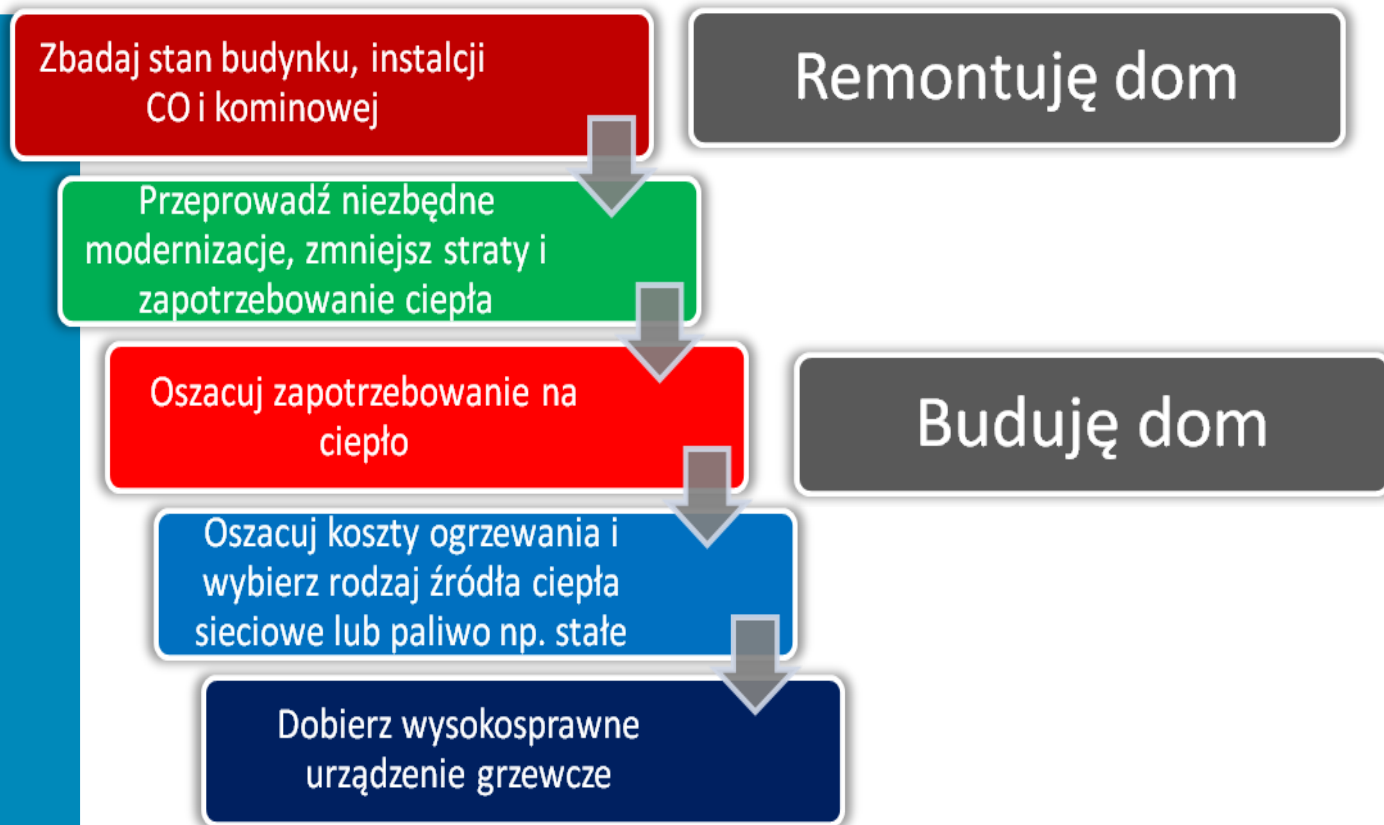 Zbadaj stan budynku, instalcji
CO i kominowej
Remontuję dom
Przeprowadź niezbędne
modernizacje, zmniejsz straty i
zapotrzebowanie ciepła
Oszacuj zapotrzebowanie na
ciepło
Buduję dom
Oszacuj koszty ogrzewania i
wybierz rodzaj źródła ciepła
sieciowe lub paliwo np. stałe
Dobierz wysokosprawne
urządzenie grzewcze